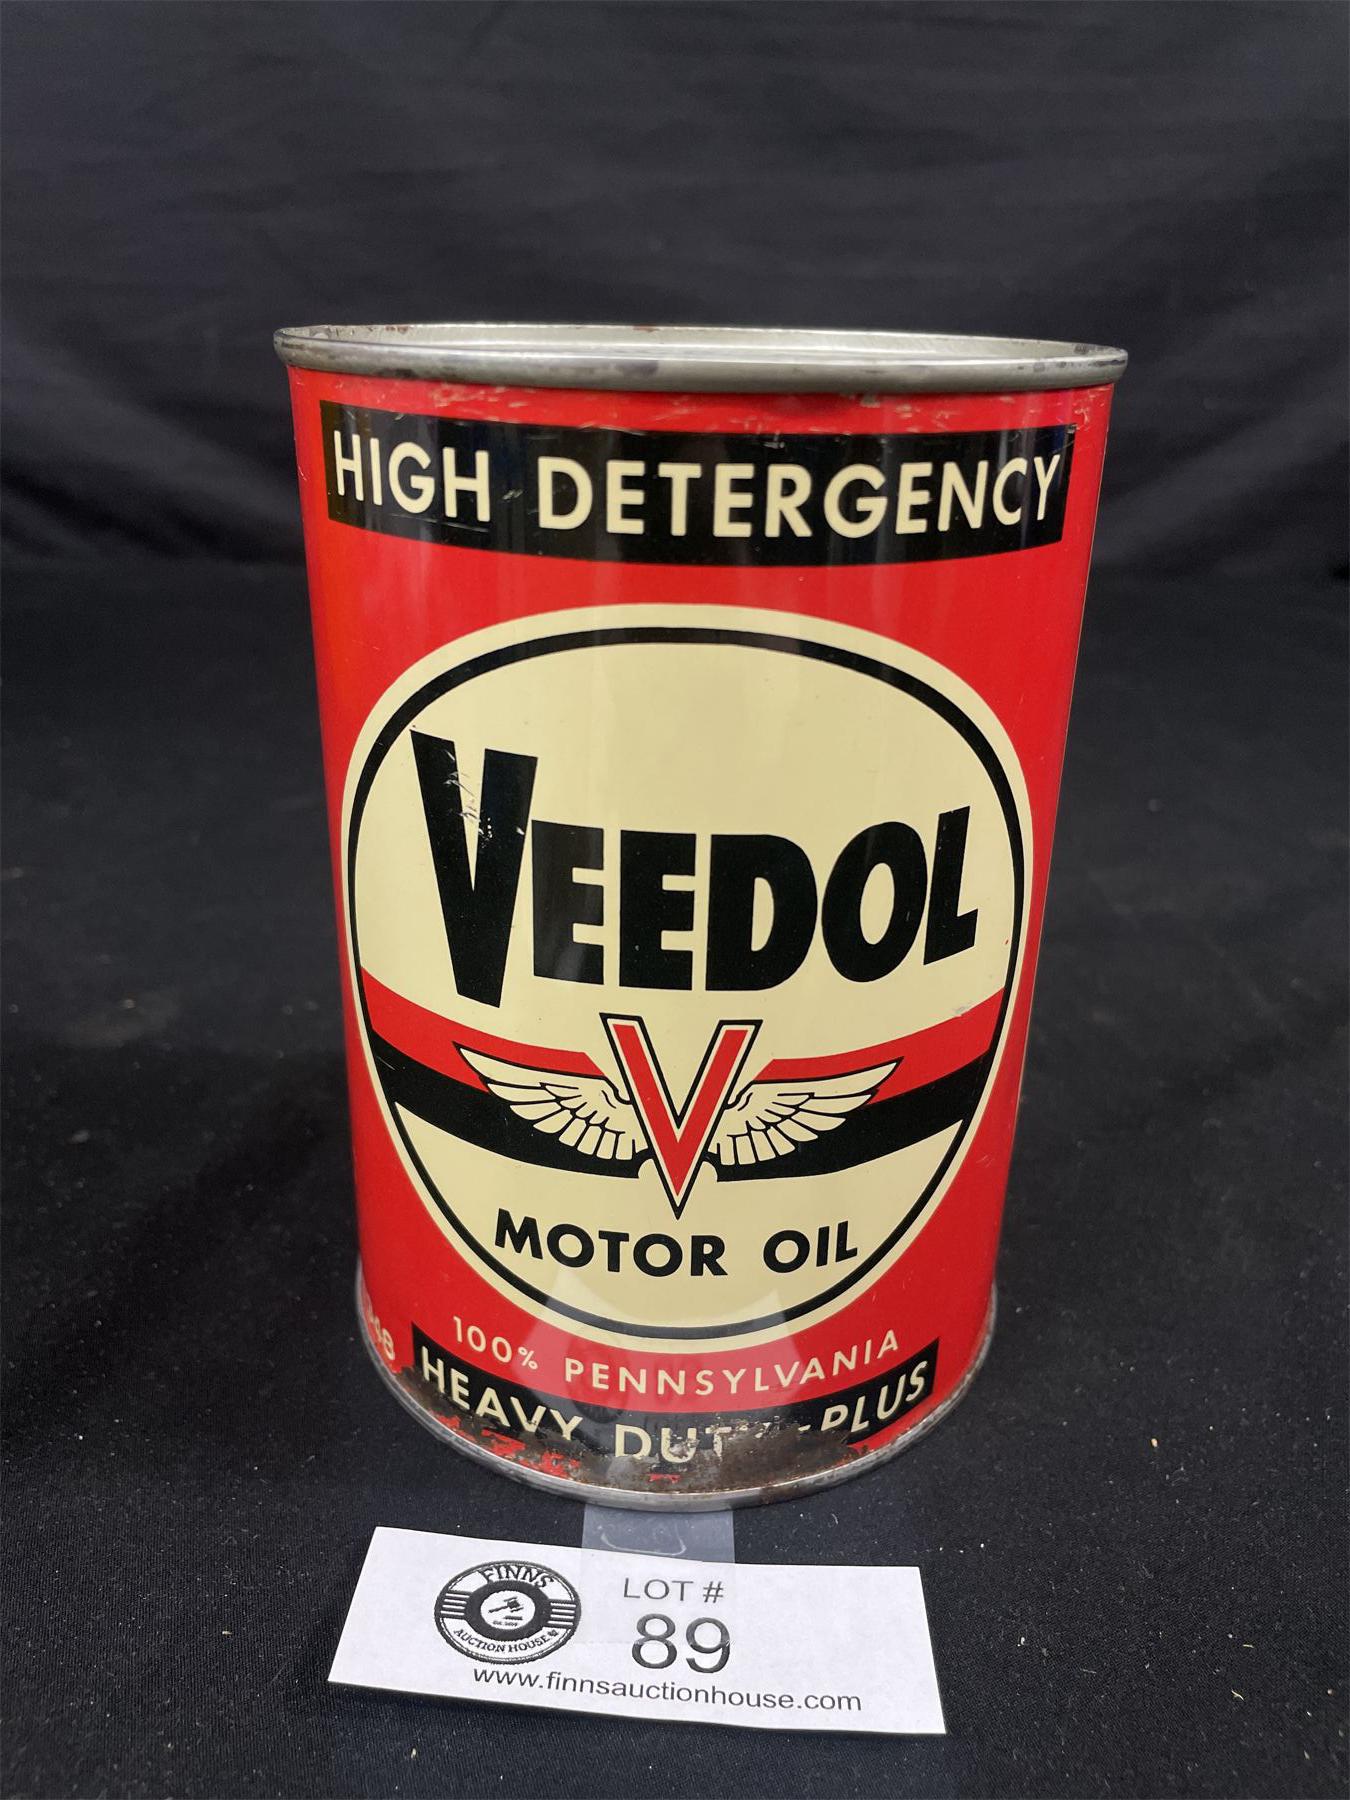 HIGH DETERGENCY
VEEDOL
V
MOTOR OIL
100% PENNSYLVANIA
HEAVY DUTY-PLUS
LOT #
FINNS
89
AUCTION HOUSE
www.finnsauctionhouse.com